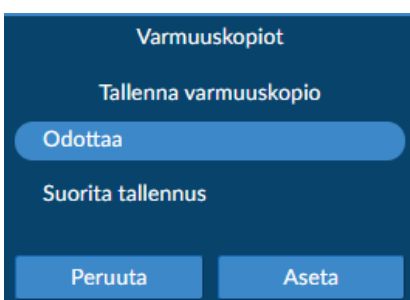 Varmuuskopiot
Tallenna varmuuskopio
Odottaa
Suorita tallennus
Peruuta Aseta